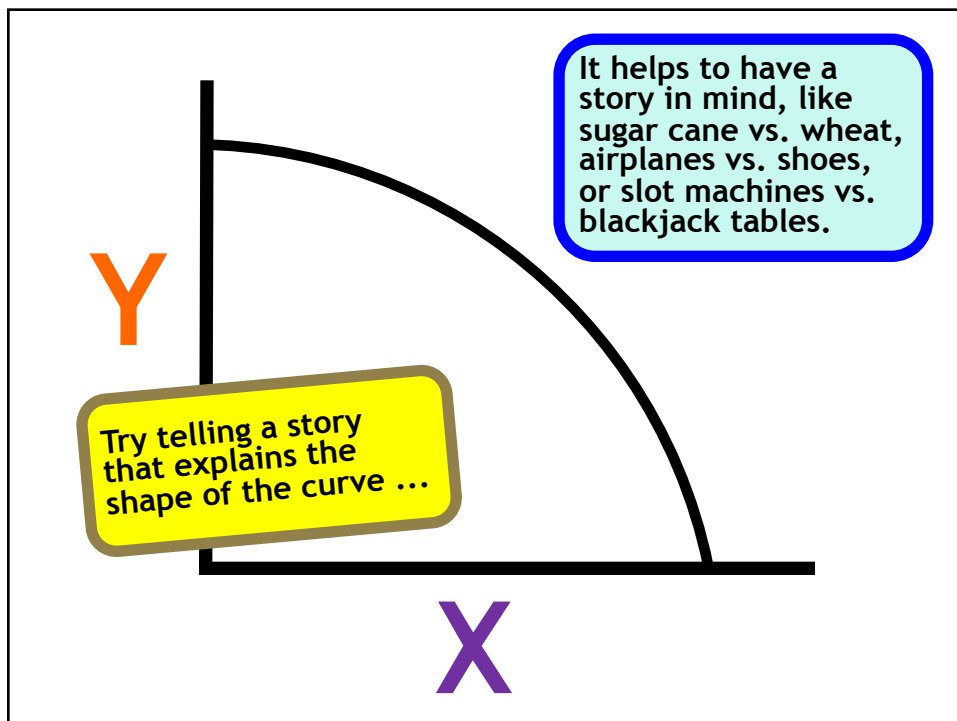 It helps to have a
story in mind, like
sugar cane vs. wheat,
airplanes vs. shoes,
or slot machines vs.
blackjack tables.
Y
Try telling a story
that explains the
shape of the curve ...
X